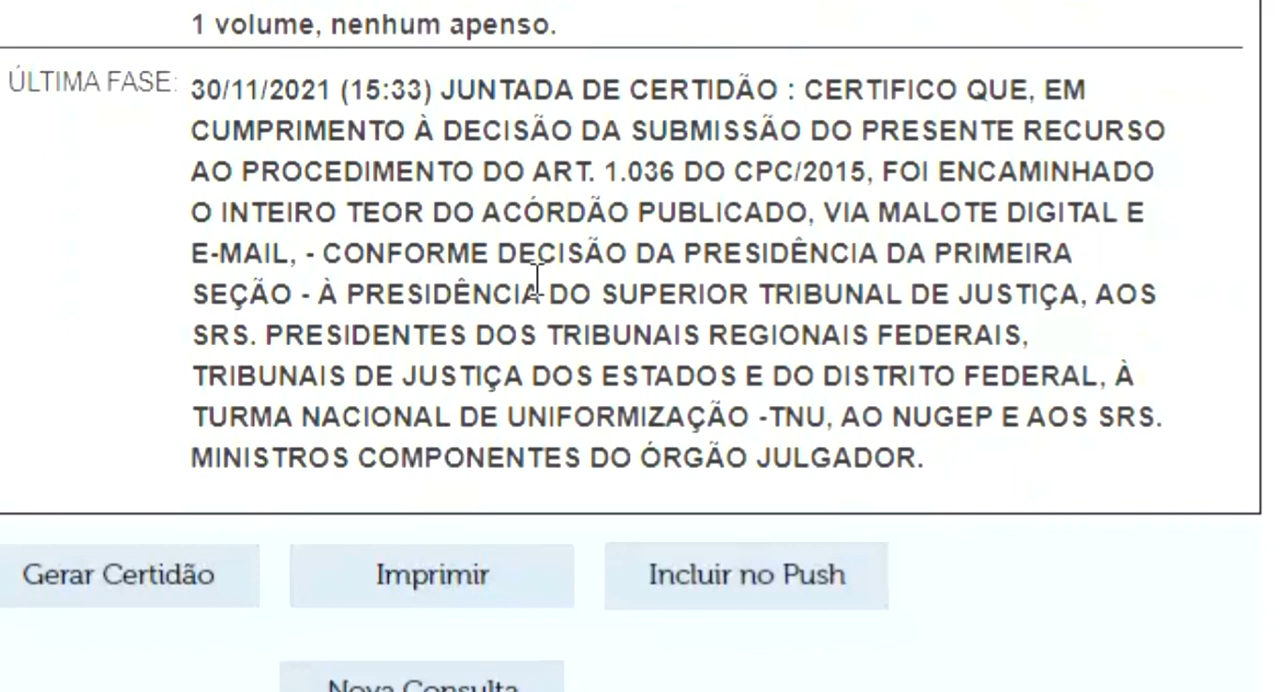 1 volume, nenhum apenso.
ÚLTIMA FASE: 30/11/2021 (15:33) JUNTADA DE CERTIDÃO : CERTIFICO QUE, EM
CUMPRIMENTO À DECISÃO DA SUBMISSÃO DO PRESENTE RECURSO
AO PROCEDIMENTO DO ART. 1.036 DO CPC/2015, FOI ENCAMINHADO
O INTEIRO TEOR DO ACÓRDÃO PUBLICADO, VIA MALOTE DIGITAL E
E-MAIL, - CONFORME DECISÃO DA PRESIDÊNCIA DA PRIMEIRA
SEÇÃO - À PRESIDÊNCIA DO SUPERIOR TRIBUNAL DE JUSTIÇA, AOS
SRS. PRESIDENTES DOS TRIBUNAIS REGIONAIS FEDERAIS,
TRIBUNAIS DE JUSTIÇA DOS ESTADOS E DO DISTRITO FEDERAL, À
TURMA NACIONAL DE UNIFORMIZAÇÃO -TNU, AO NUGEP E AOS SRS.
MINISTROS COMPONENTES DO ÓRGÃO JULGADOR.
Gerar Certidão Imprimir Incluir no Push
Nova Consulta